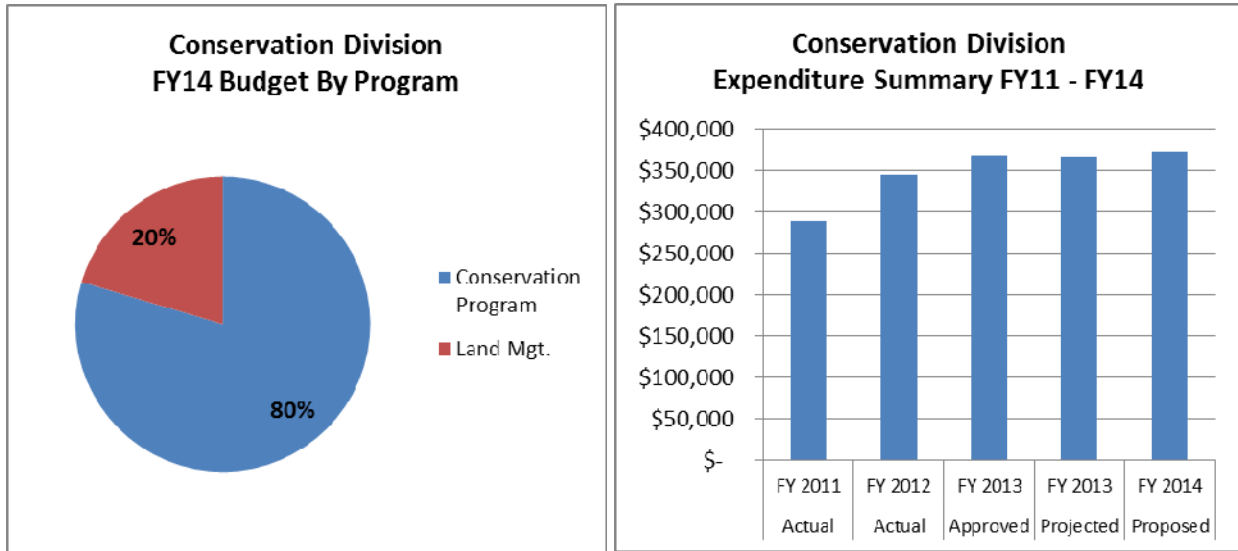 Conservation Division
FY14 Budget By Program
20%
80%
Conservation
Program
Land Mgt.
Conservation Division
Expenditure Summary FY11 - FY14
$400,000
$350,000
$300,000
$250,000
$200,000
$150,000
$100,000
$50,000
$-
FY 2011 FY 2012 FY 2013 FY 2013 FY 2014
Actual Actual Approved Projected Proposed